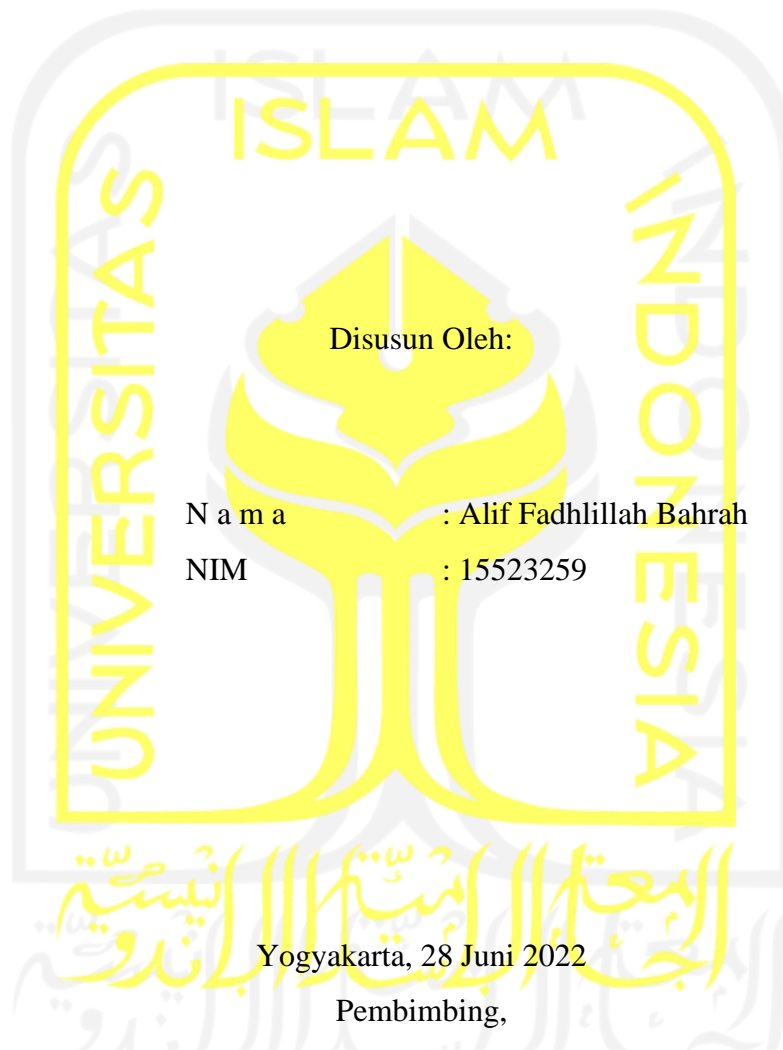 ISLAM
UNIVERSITAS
INDONESIA
Disusun Oleh:
N a m a : Alif Fadhlillah Bahrah
NIM : 15523259
Yogyakarta, 28 Juni 2022
Pembimbing,